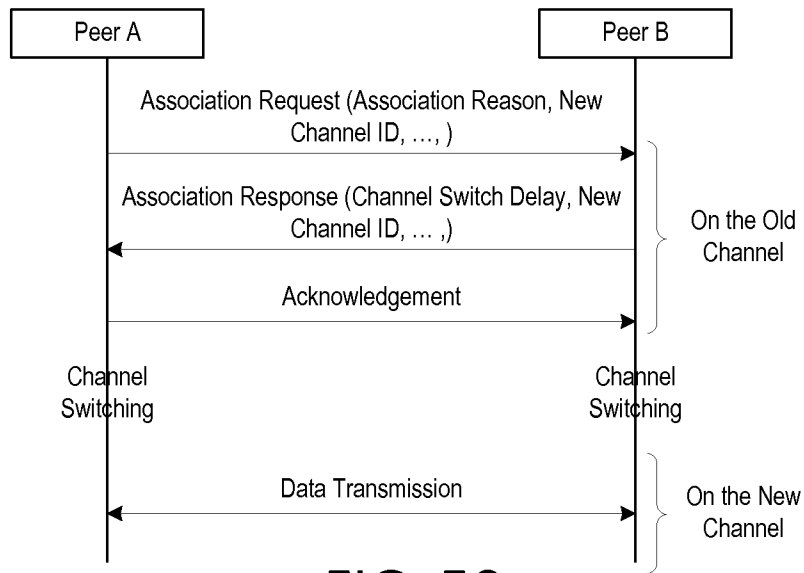 Peer A
Peer B
Association Request (Association Reason, New
Channel ID, ..., )
Association Response (Channel Switch Delay, New
Channel ID, ... ,)
On the Old
Channel
Acknowledgement
Channel
Switching
Channel
Switching
Data Transmission
On the New
Channel